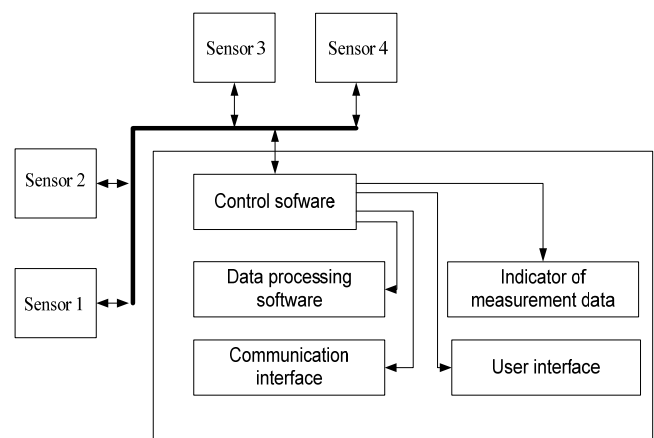 Sensor 3
Sensor 4
Sensor 2
Control sofware
Sensor 1
Data processing
software
Indicator of
measurement data
Communication
interface
User interface